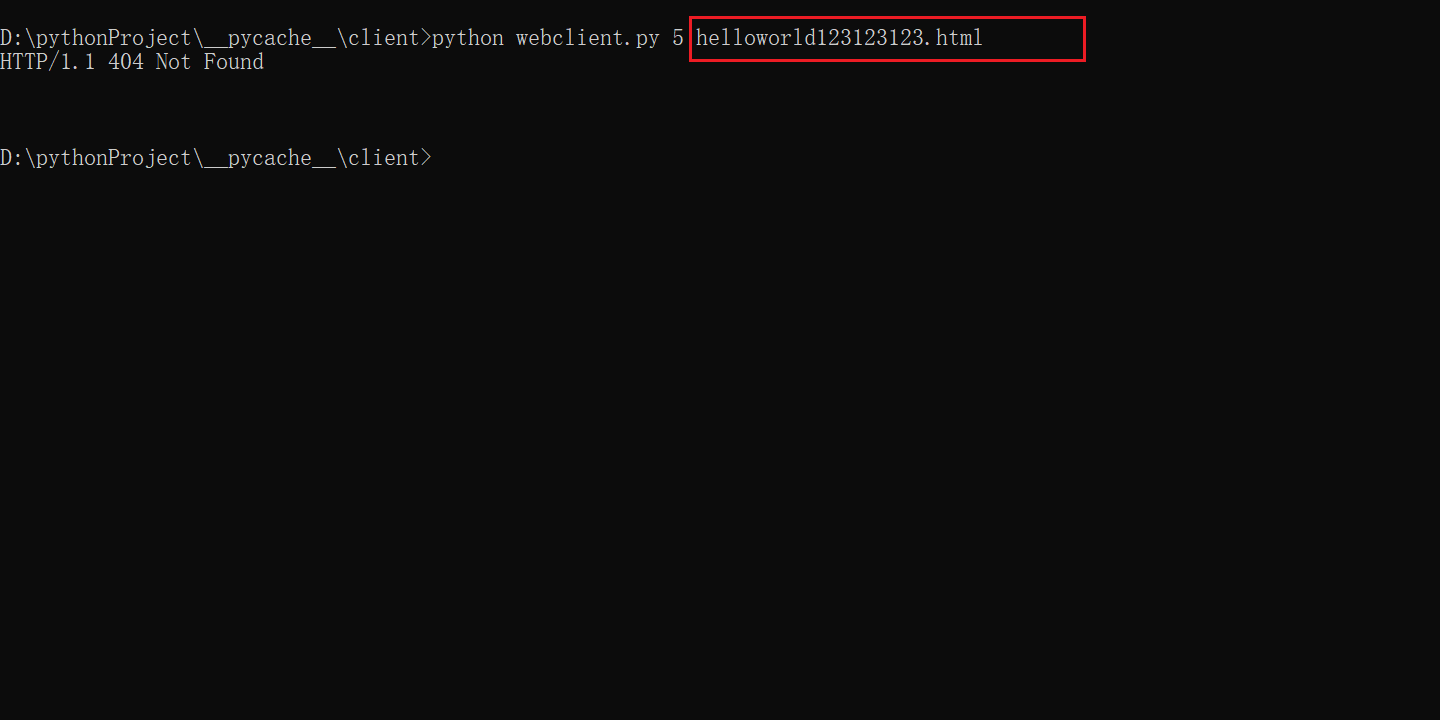 D:\pythonProject\__pycache__\client>python webclient.py 5 helloworld123123123.html
HTTP/1.1 404 Not Found
D:\pythonProject\__pycache__\client>